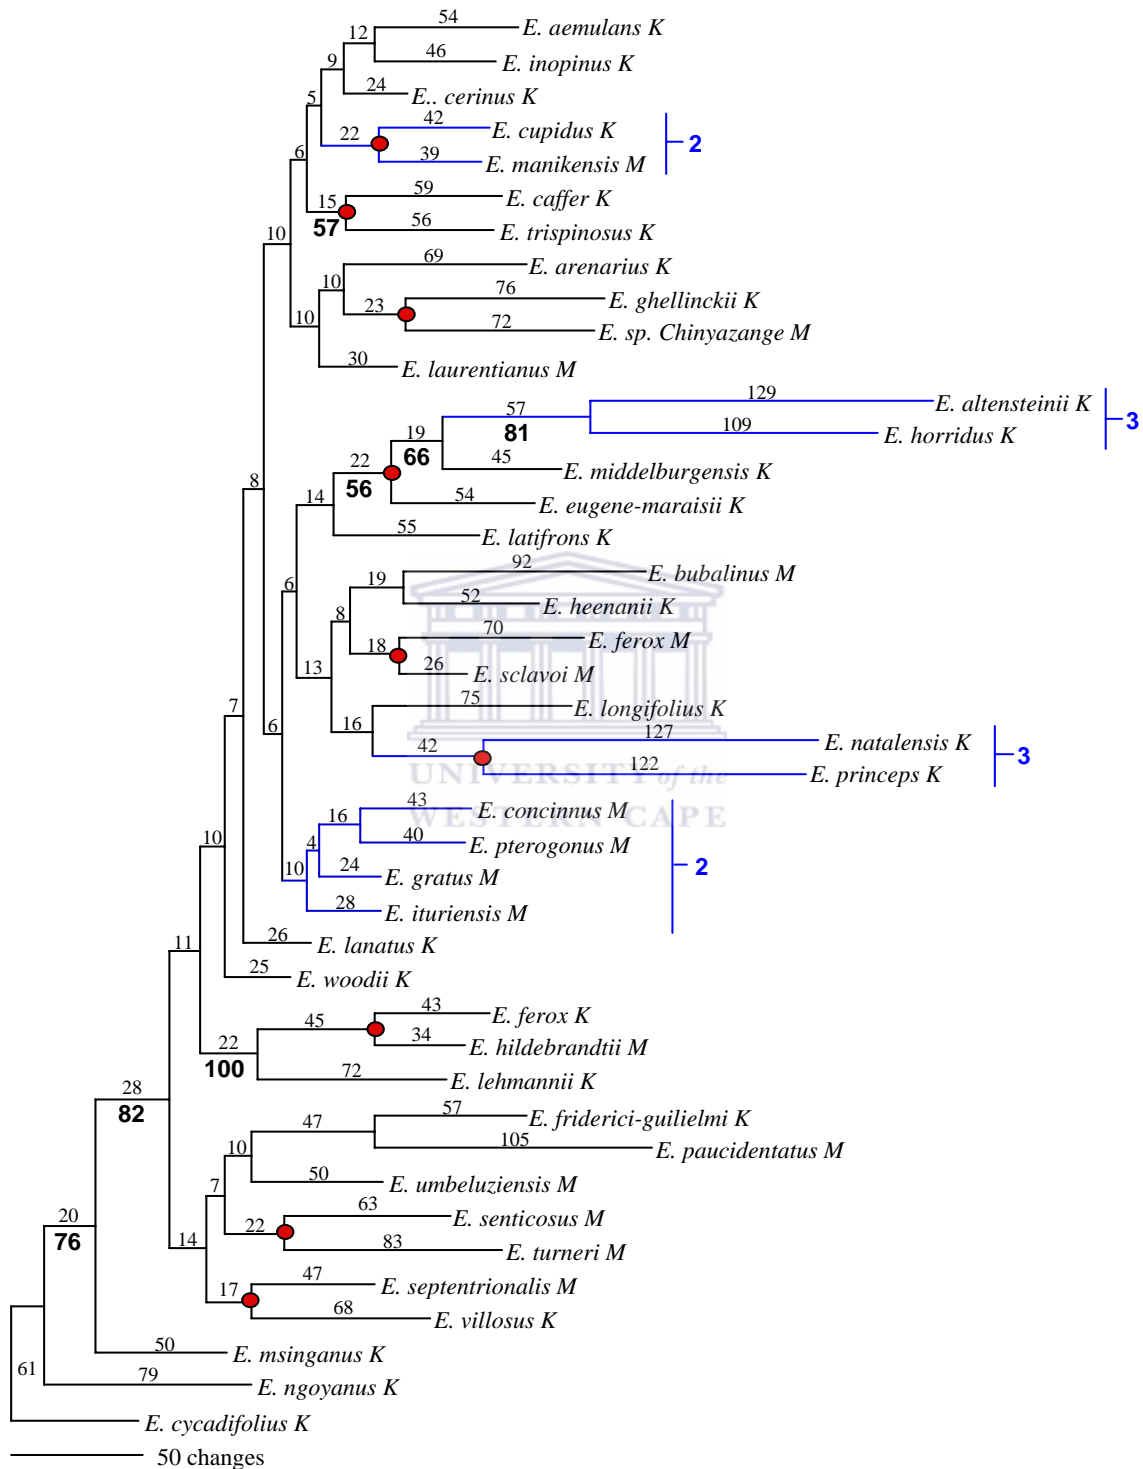 54 E. aemulans K
12
46 E. inopinus K
9
24 E.. cerinus K
5
42 E. cupidus K
22 2
39 E. manikensis M
6
59 E. caffer K
15
57 56 E. trispinosus K
10
69 E. arenarius K
10
76 E. ghellinckii K
23
10 72 E. sp. Chinyazange M
30 E. laurentianus M
129 E. altensteinii K
57 3
81 109 E. horridus K
19
66 45 E. middelburgensis K
22
56 54 E. eugene-maraisii K
8 14
55 E. latifrons K
92 E. bubalinus M
19
6 52 E. heenanii K
8
70 E. ferox M
18
13 26 E. sclavoi M
7 75 E. longifolius K
6 16
127 E. natalensis K
42 3
122 E. princeps K
UNIVERSITY of the
WESTERN CAPE
43 E. concinnus M
16
10 4 40 E. pterogonus M
10 24 E. gratus M 2
28 E. ituriensis M
11 26 E. lanatus K
25 E. woodii K
43 E. ferox K
45
34 E. hildebrandtii M
22
100 72 E. lehmannii K
28
82 57 E. friderici-guilielmi K
47
105 E. paucidentatus M
10
50 E. umbeluziensis M
7
63 E. senticosus M
20 22
76 14 83 E. turneri M
47 E. septentrionalis M
17
68 E. villosus K
50 E. msinganus K
61 79 E. ngoyanus K
E. cycadifolius K
50 changes